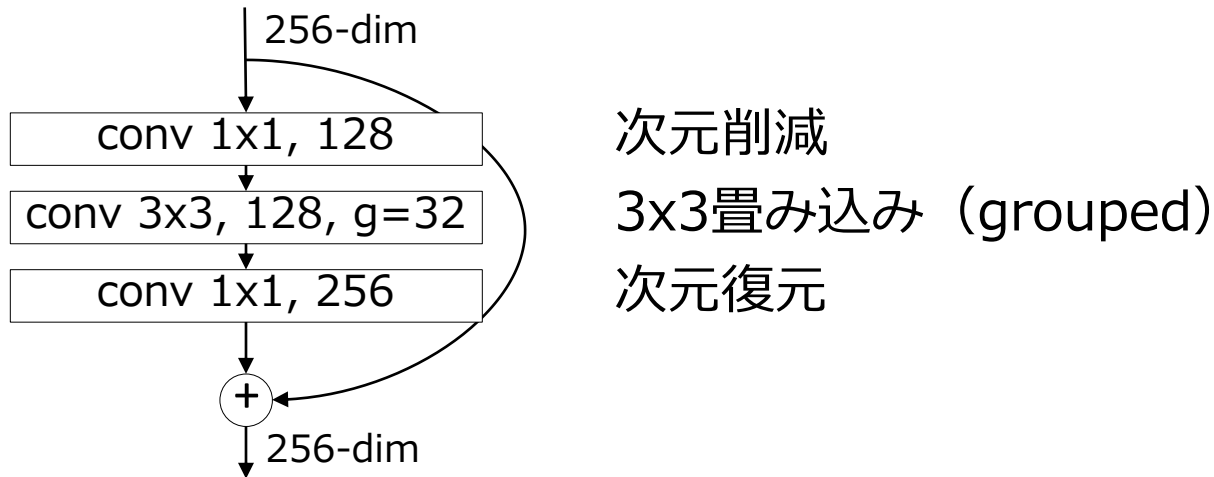 256-dim
conv 1x1, 128
次元削減
conv 3x3, 128, g=32
3x3畳み込み（grouped）
conv 1x1, 256
次元復元
+
256-dim